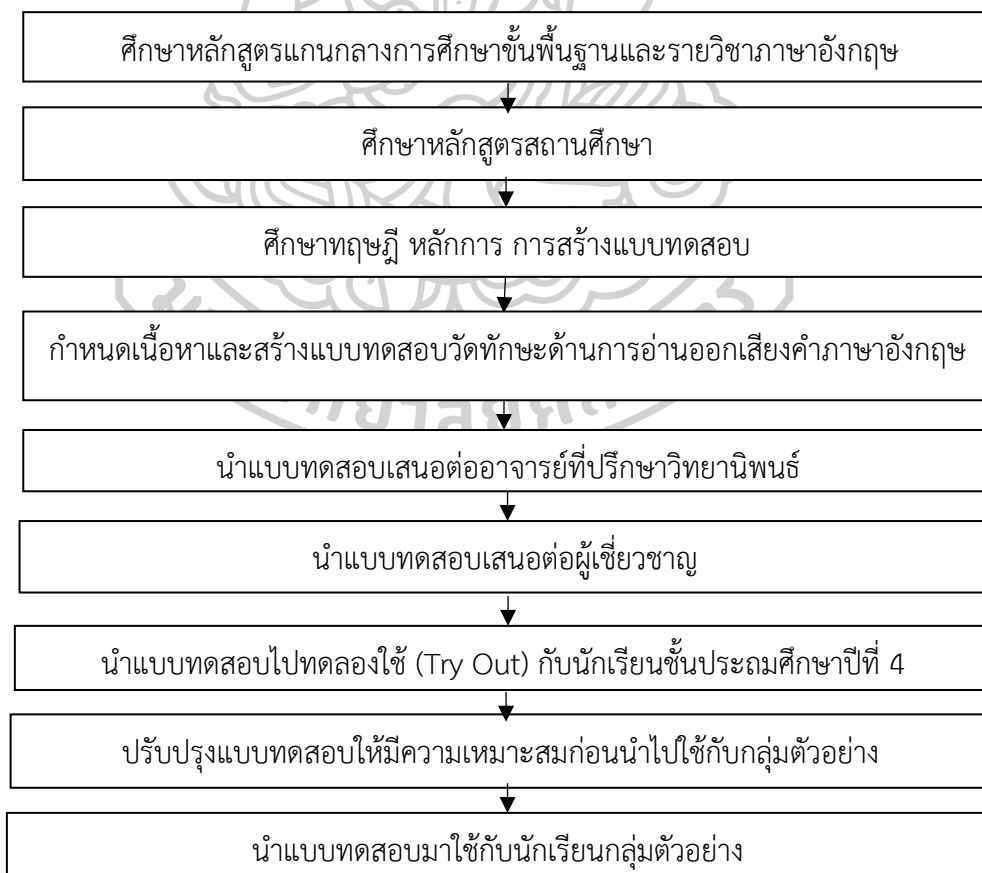 ศึกษาหลักสูตรแกนกลางการศึกษาขั้นพื้นฐานและรายวิชาภาษาอังกฤษ
ศึกษาหลักสูตรสถานศึกษา
ศึกษาทฤษฎี หลักการ การสร้างแบบทดสอบ
กำหนดเนื้อหาและสร้างแบบทดสอบวัดทักษะด้านการอ่านออกเสียงคำภาษาอังกฤษ
นำแบบทดสอบเสนอต่ออาจารย์ที่ปรึกษาวิทยานิพนธ์
นำแบบทดสอบเสนอต่อผู้เชี่ยวชาญ
นำแบบทดสอบไปทดลองใช้ (Try Out) กับนักเรียนชั้นประถมศึกษาปีที่ 4
ปรับปรุงแบบทดสอบให้มีความเหมาะสมก่อนนำไปใช้กับกลุ่มตัวอย่าง
นำแบบทดสอบมาใช้กับนักเรียนกลุ่มตัวอย่าง